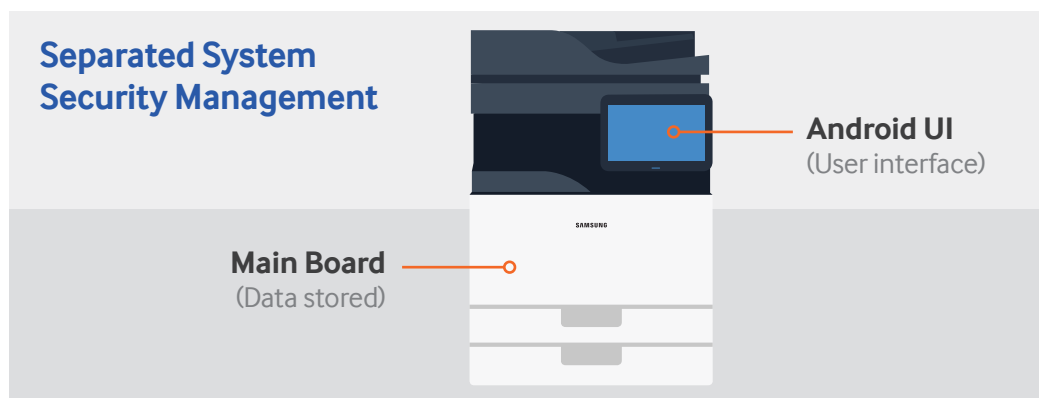 Separated System
Security Management
Android UI
(User interface)
SAMSUNG
Main Board
(Data stored)